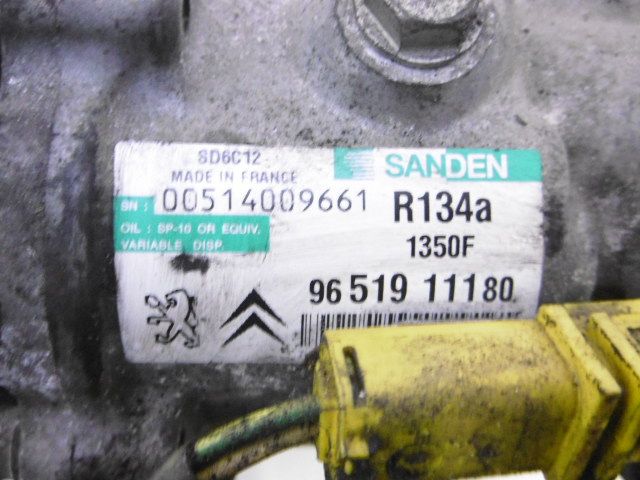 SD6C12
SANDEN
MADE IN FRANCE
SN : 00514009661
R134a
OIL : SP-10 OR EQUIV.
1350F
VARIABLE DISP.
96 519 111 80